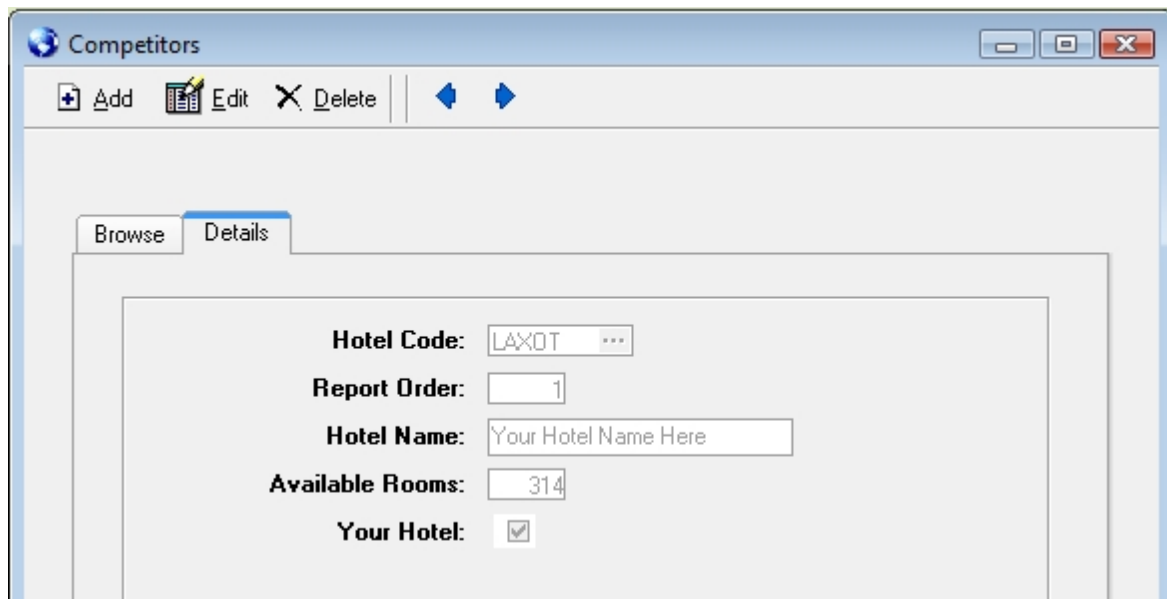 Competitors
Add Edit Delete
Browse Details
Hotel Code: LAXOT ...
Report Order: 1
Hotel Name: Your Hotel Name Here
Available Rooms: 314
Your Hotel: